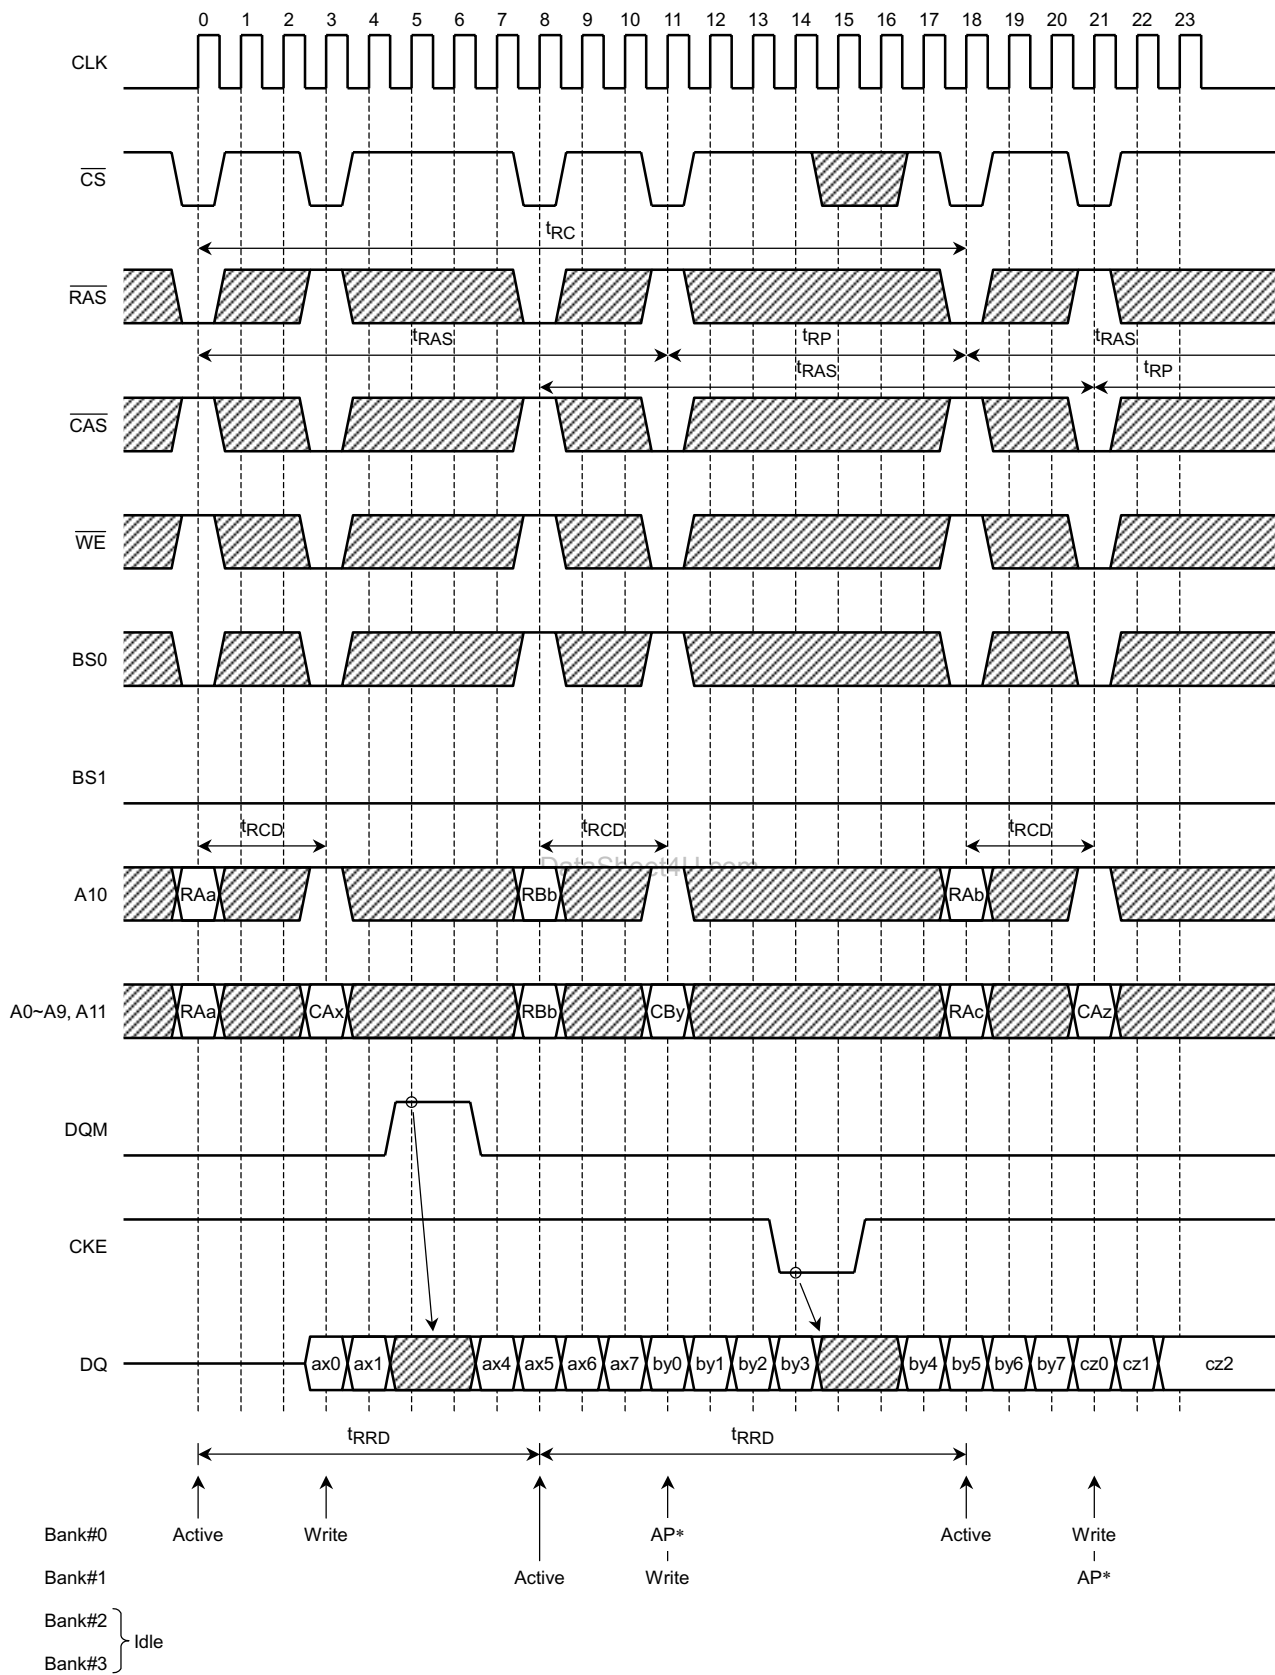 0 1 2 3 4 5 6 7 8 9 10 11 12 13 14 15 16 17 18 19 20 21 22 23
CLK
CS
tRC
RAS
tRAS tRP tRAS
tRAS tRP
CAS
WE
BS0
BS1
tRCD tRCD tRCD
DataSheet4U.com
A10 RAa RBb RAb
A0~A9, A11 RAa CAx RBb CBy RAc CAz
DQM
CKE
DQ ax0 ax1 ax4 ax5 ax6 ax7 by0 by1 by2 by3 by4 by5 by6 by7 cz0 cz1 cz2
tRRD tRRD
Bank#0 Active Write AP* Active Write
Bank#1 Active Write AP*
Bank#2
Idle
Bank#3